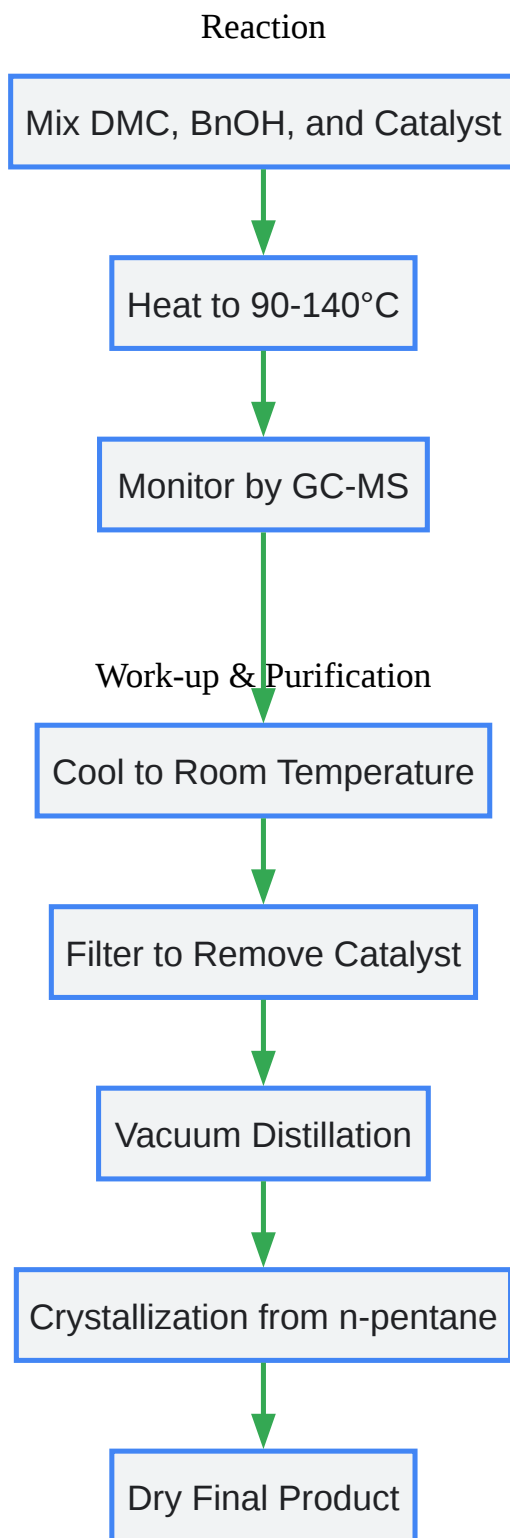 Reaction
Mix DMC, BnOH, and Catalyst
Heat to 90-140°C
Monitor by GC-MS
Work-up & Purification
Cool to Room Temperature
Filter to Remove Catalyst
Vacuum Distillation
Crystallization from n-pentane
Dry Final Product